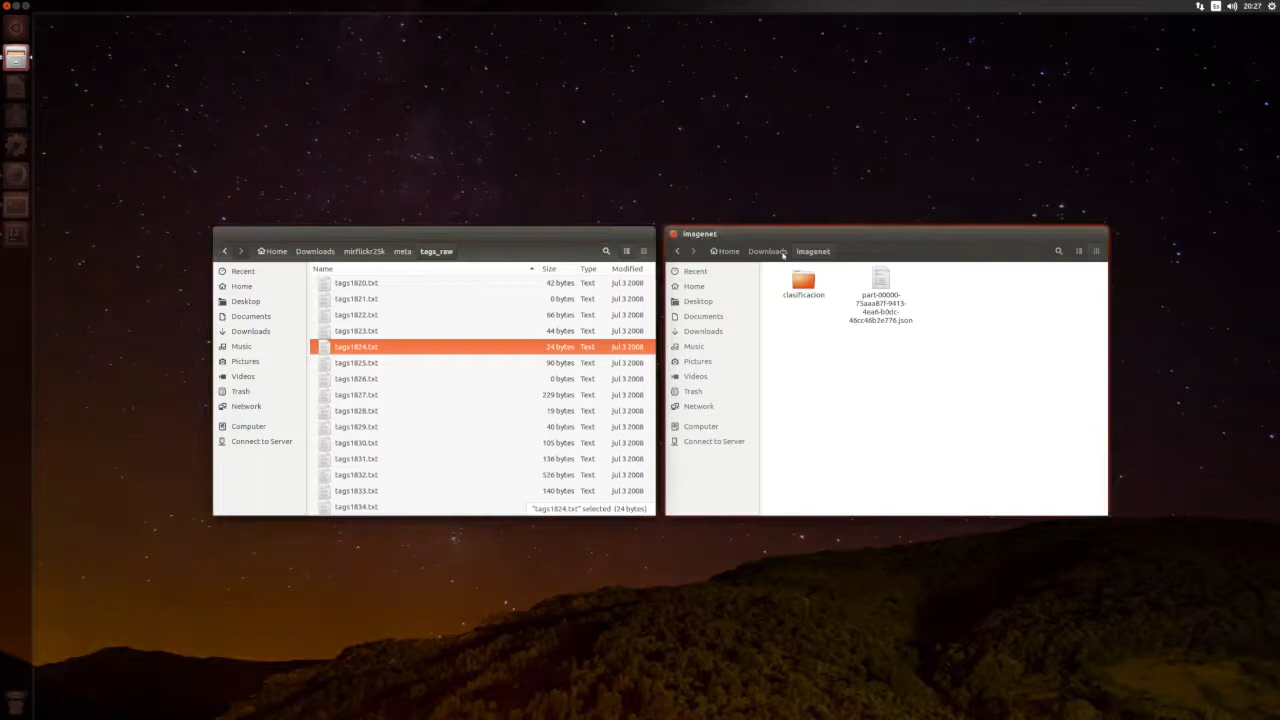 Es
20:27
Home Downloads mirflickr25k meta tags_raw
Recent
Home
Desktop
Documents
Downloads
Music
Pictures
Videos
Trash
Network
Computer
Connect to Server
Name Size Type Modified
tags1820.txt 42 bytes Text jul 3 2008
tags1821.txt 0 bytes Text jul 3 2008
tags1822.txt 66 bytes Text jul 3 2008
tags1823.txt 44 bytes Text jul 3 2008
tags1824.txt 24 bytes Text jul 3 2008
tags1825.txt 90 bytes Text jul 3 2008
tags1826.txt 0 bytes Text jul 3 2008
tags1827.txt 229 bytes Text jul 3 2008
tags1828.txt 19 bytes Text jul 3 2008
tags1829.txt 40 bytes Text jul 3 2008
tags1830.txt 105 bytes Text jul 3 2008
tags1831.txt 136 bytes Text jul 3 2008
tags1832.txt 526 bytes Text jul 3 2008
tags1833.txt 140 bytes Text jul 3 2008
tags1834.txt
"tags1824.txt" selected (24 bytes)
imagenet
Home Downloads imagenet
Recent
Home
Desktop
Documents
Downloads
Music
Pictures
Videos
Trash
Network
Computer
Connect to Server
clasificacion
part-00000-
75aaa87f-9413-
4ea6-b0dc-
46cc46b2e776.json